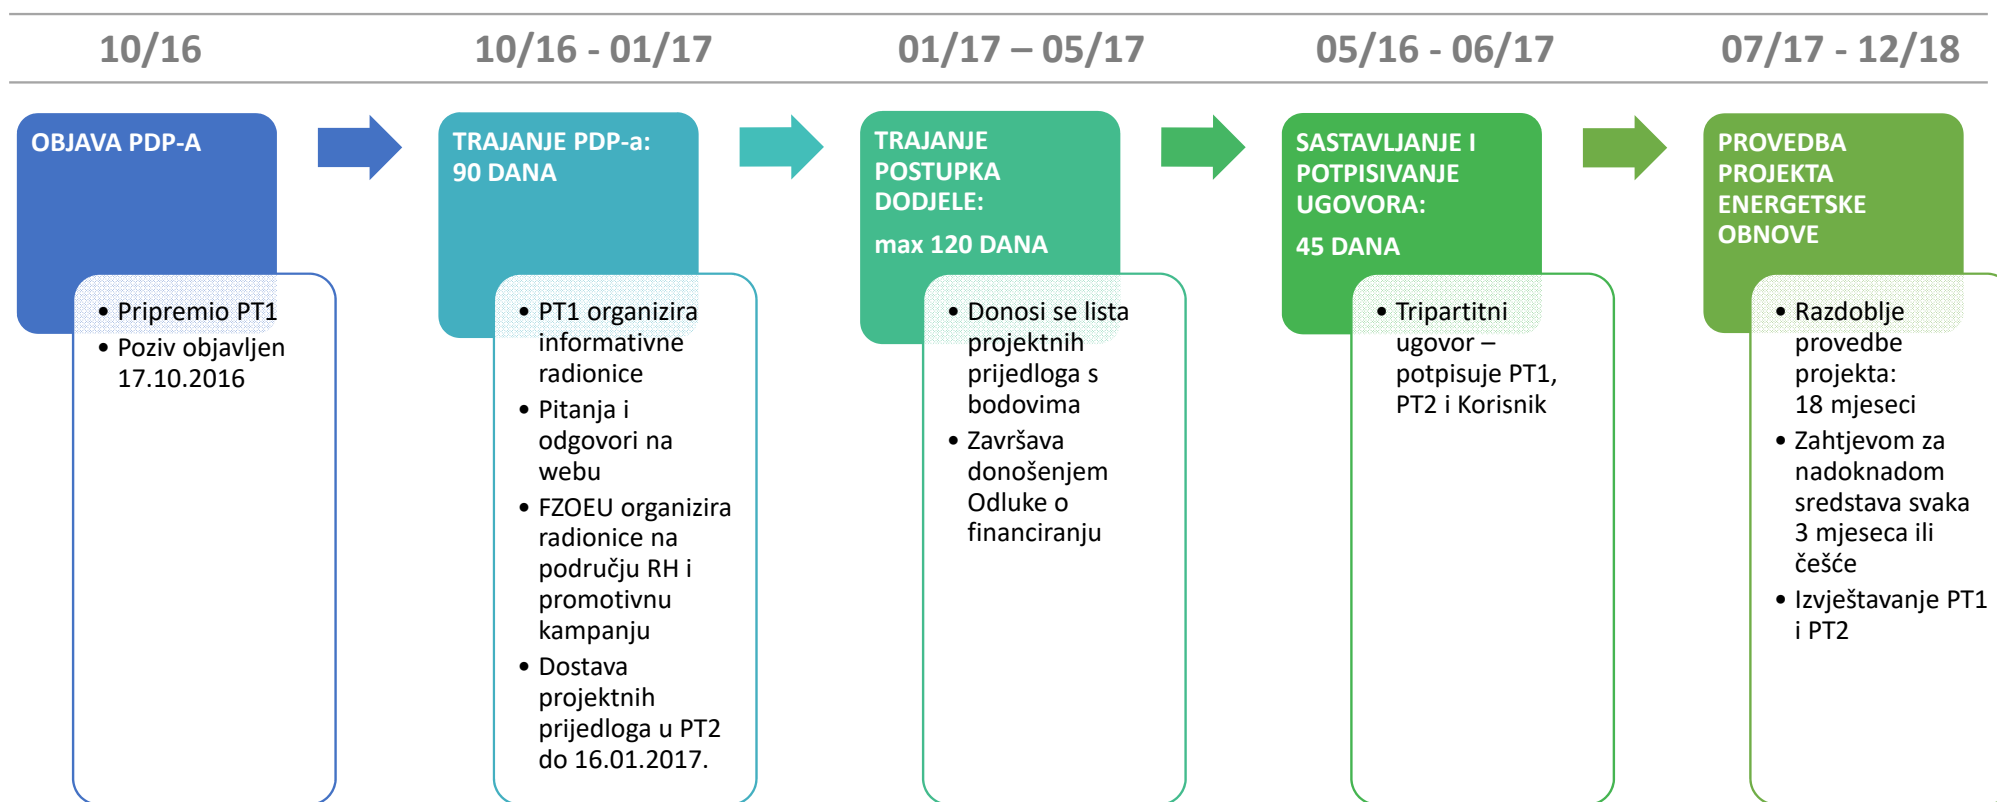 10/16
10/16 - 01/17
01/17 – 05/17
05/16 - 06/17
07/17 - 12/18
OBJAVA PDP-A
• Pripremio PT1
• Poziv objavljen
17.10.2016
TRAJANJE PDP-a:
90 DANA
• PT1 organizira
informativne
radionice
• Pitanja i
odgovori na
webu
• FZOEU organizira
radionice na
području RH i
promotivnu
kampanju
• Dostava
projektnih
prijedloga u PT2
do 16.01.2017.
TRAJANJE
POSTUPKA
DODJELE:
max 120 DANA
• Donosi se lista
projektnih
prijedloga s
bodovima
• Završava
donošenjem
Odluke o
financiranju
SASTAVLJANJE I
POTPISIVANJE
UGOVORA:
45 DANA
• Tripartitni
ugovor –
potpisuje PT1,
PT2 i Korisnik
PROVEDBA
PROJEKTA
ENERGETSKE
OBNOVE
• Razdoblje
provedbe
projekta:
18 mjeseci
• Zahtjevom za
nadoknadom
sredstava svaka
3 mjeseca ili
češće
• Izvještavanje PT1
i PT2